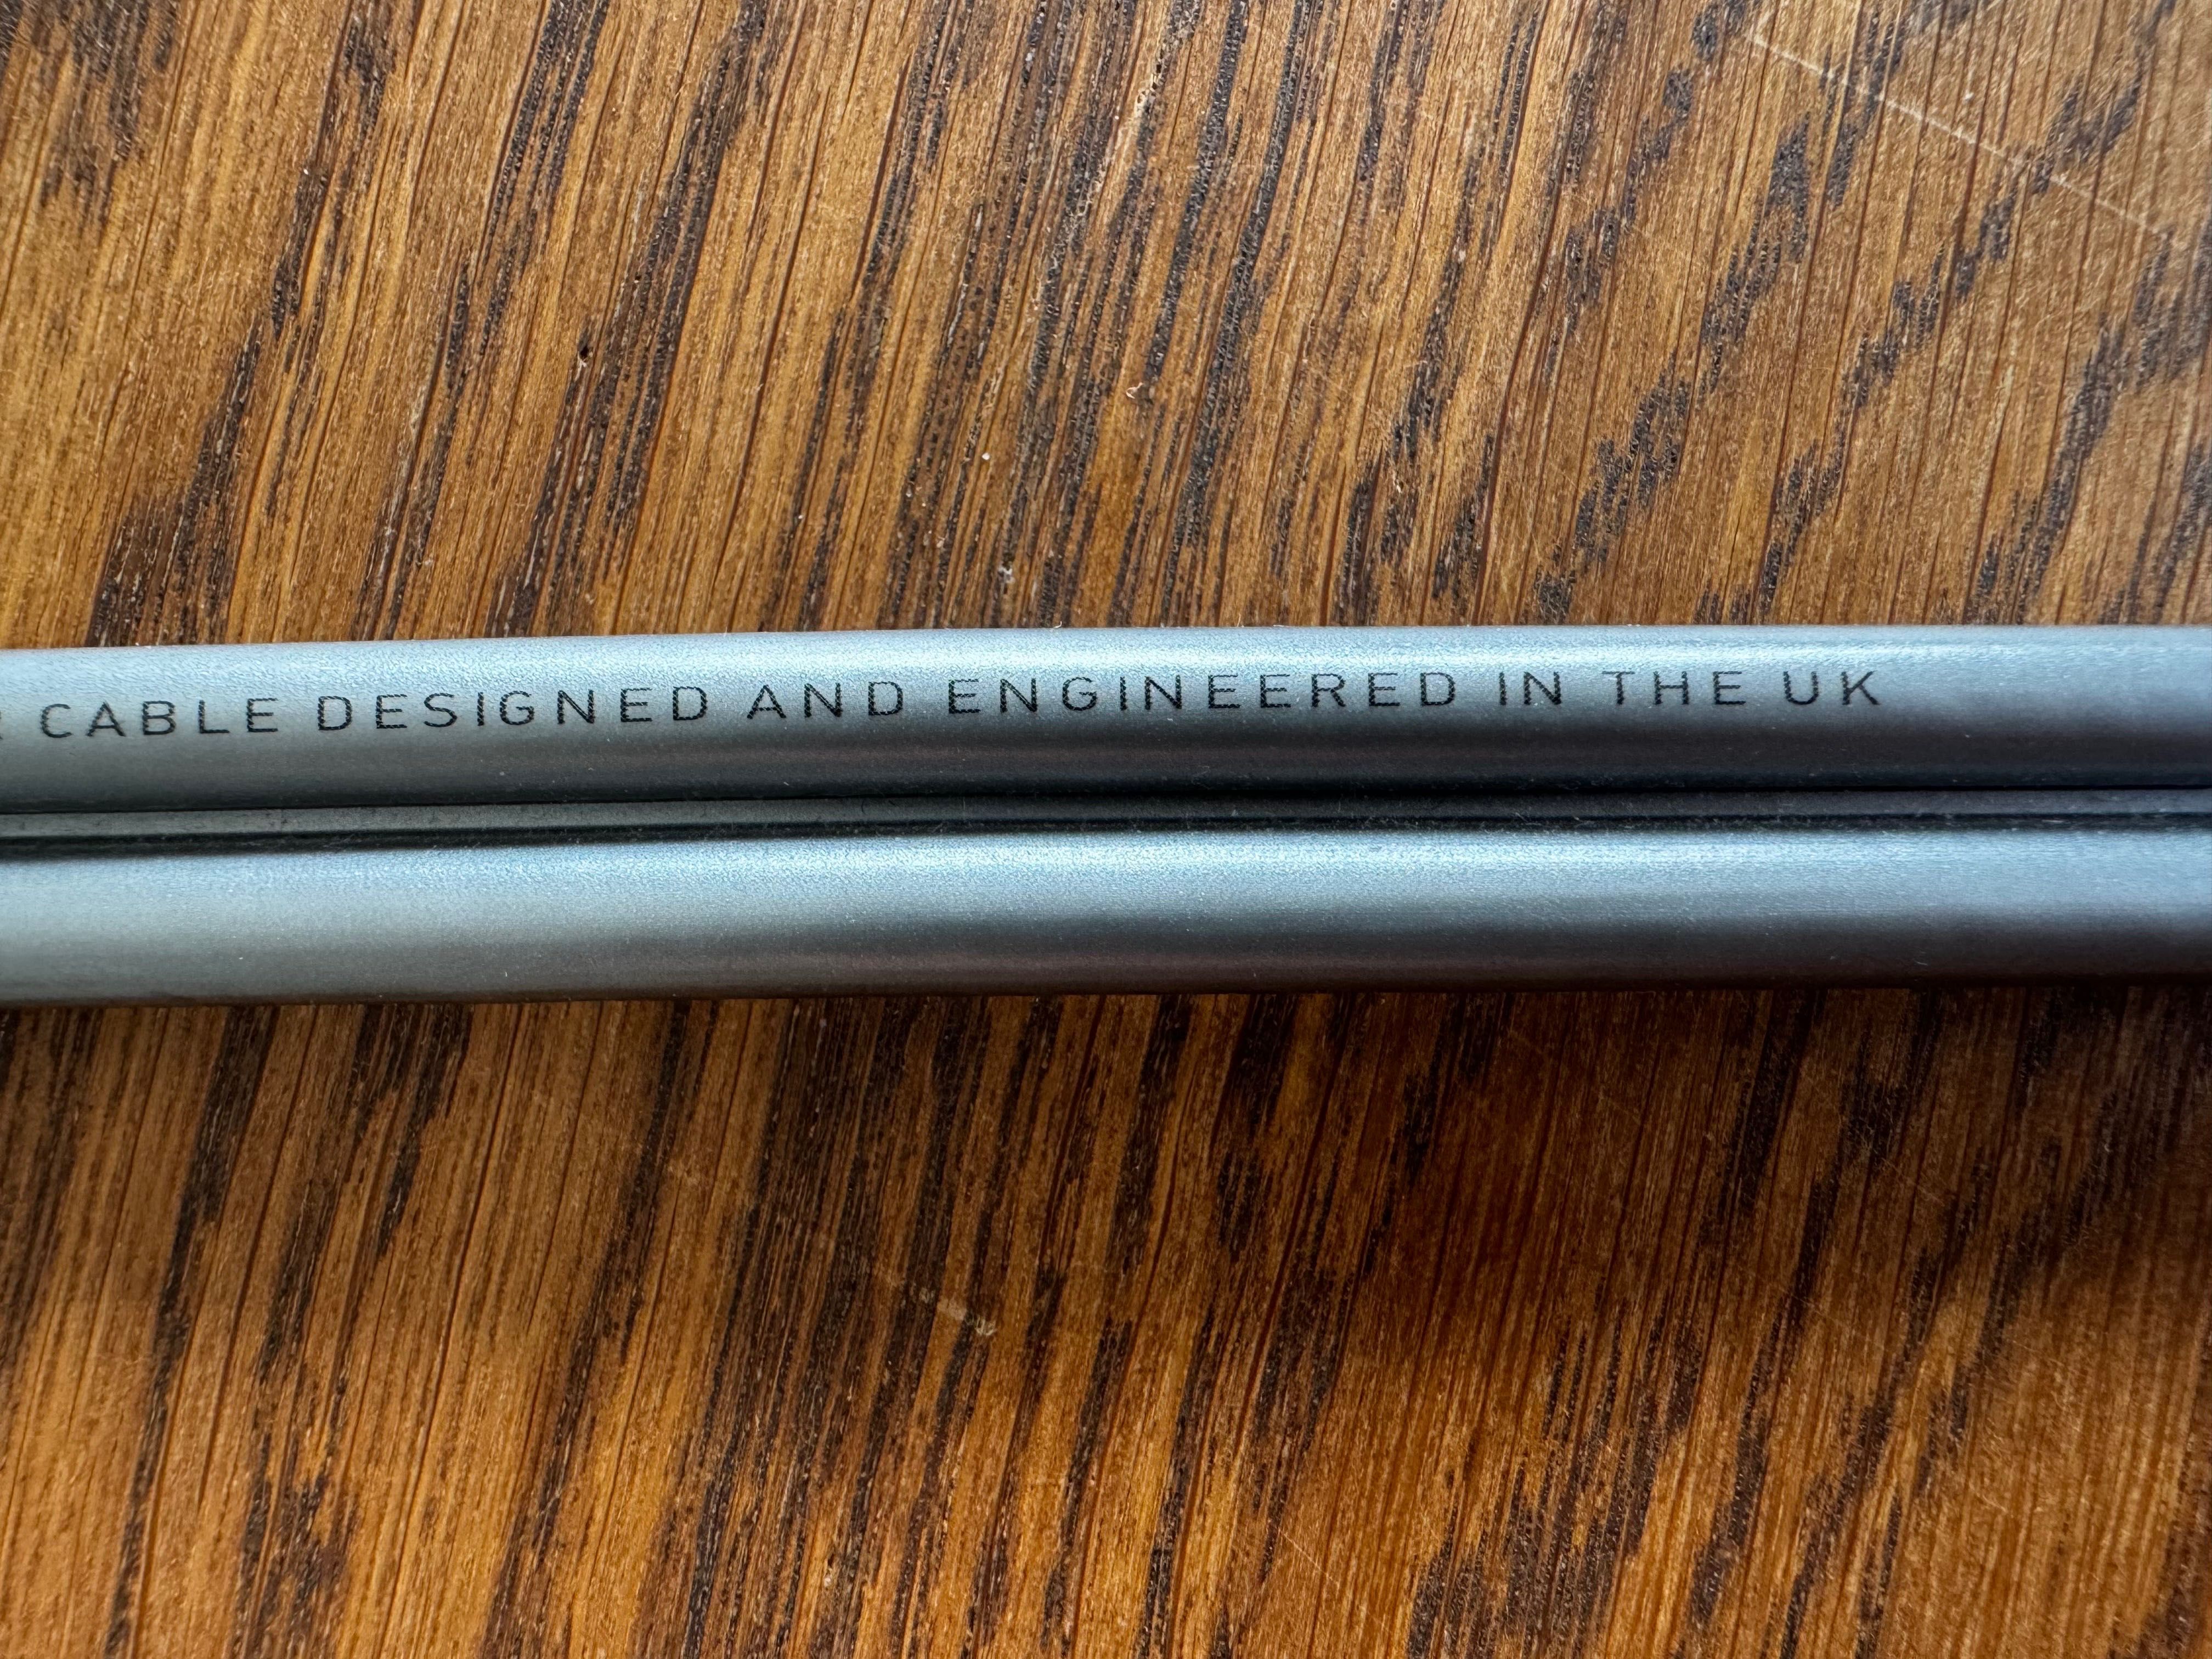 CABLE DESIGNED AND ENGINEERED IN THE UK